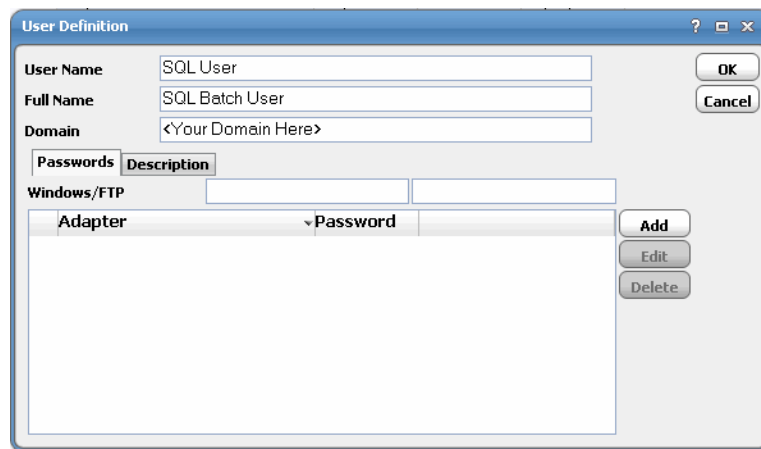 User Definition
User Name SQL User OK
Full Name SQL Batch User Cancel
Domain <Your Domain Here>
Passwords Description
Windows/FTP
Adapter Password Add
Edit
Delete